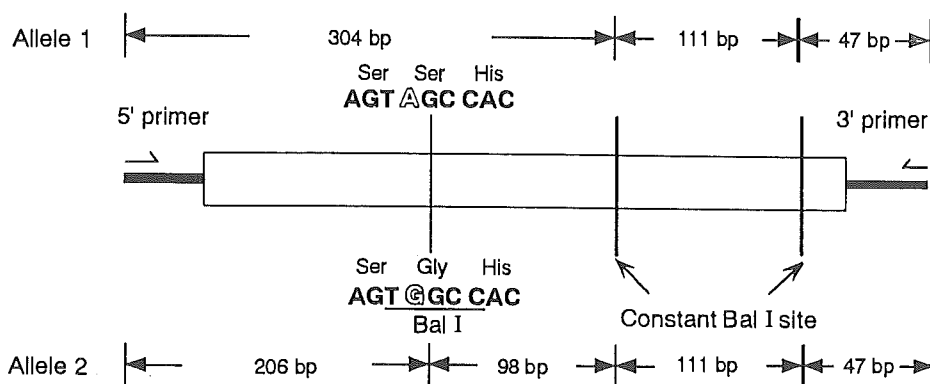 Allele 1 304 bp 111 bp 47 bp
Ser Ser His
AGT AGC CAC
5' primer 3' primer
Ser Gly His
AGT GGC CAC
Bal I
Constant Bal I site
Allele 2 206 bp 98 bp 111 bp 47 bp